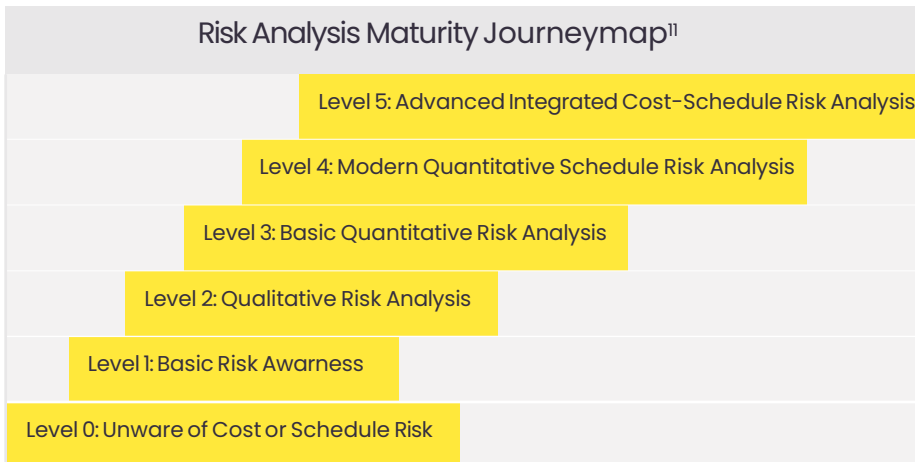 Risk Analysis Maturity Journeymap¹¹
Level 5: Advanced Integrated Cost-Schedule Risk Analysis
Level 4: Modern Quantitative Schedule Risk Analysis
Level 3: Basic Quantitative Risk Analysis
Level 2: Qualitative Risk Analysis
Level 1: Basic Risk Awarness
Level 0: Unware of Cost or Schedule Risk